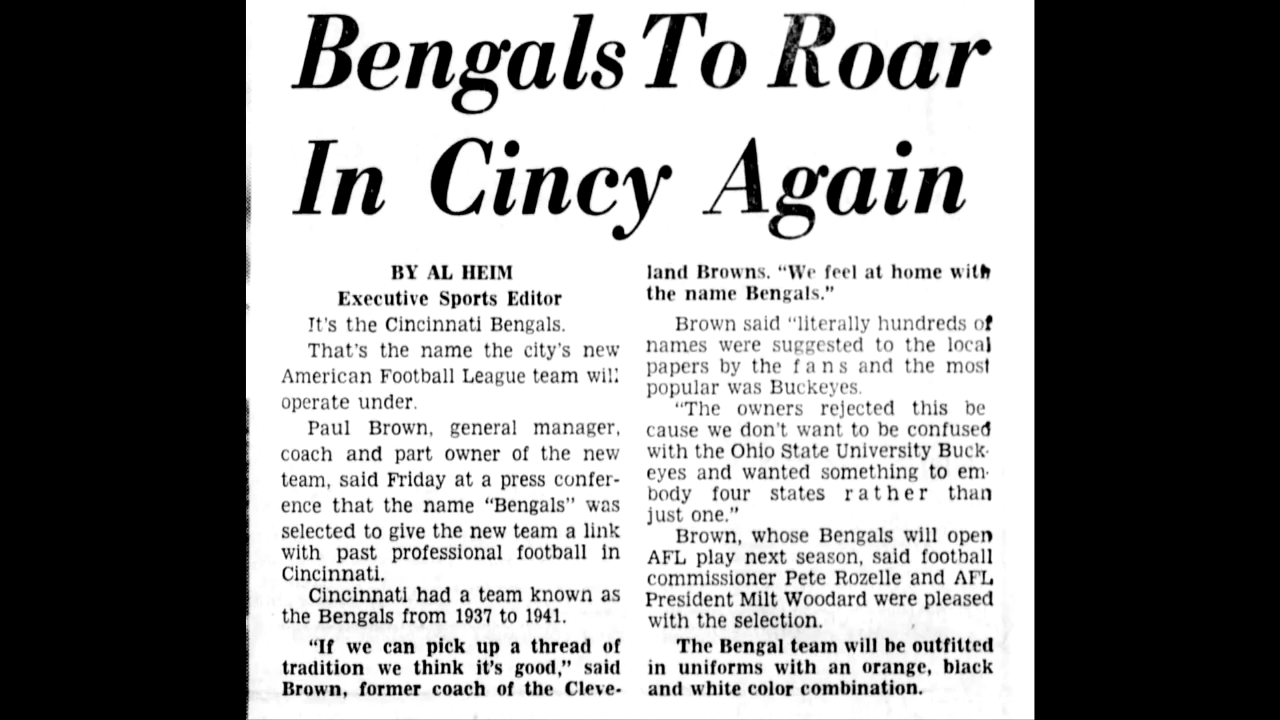 Bengals To Roar
In Cincy Again
BY AL HEIM
Executive Sports Editor
It's the Cincinnati Bengals.
That's the name the city's new
American Football League team will
operate under.
Paul Brown, general manager,
coach and part owner of the new
team, said Friday at a press confer-
ence that the name "Bengals" was
selected to give the new team a link
with past professional football in
Cincinnati.
Cincinnati had a team known as
the Bengals from 1937 to 1941.
"If we can pick up a thread of
tradition we think it's good," said
Brown, former coach of the Cleve-
land Browns. "We feel at home with
the name Bengals."
Brown said "literally hundreds of
names were suggested to the local
papers by the fans and the most
popular was Buckeyes.
"The owners rejected this be
cause we don't want to be confused
with the Ohio State University Buck-
eyes and wanted something to em-
body four states rather than
just one."
Brown, whose Bengals will open
AFL play next season, said football
commissioner Pete Rozelle and AFL
President Milt Woodard were pleased
with the selection.
The Bengal team will be outfitted
in uniforms with an orange, black
and white color combination.